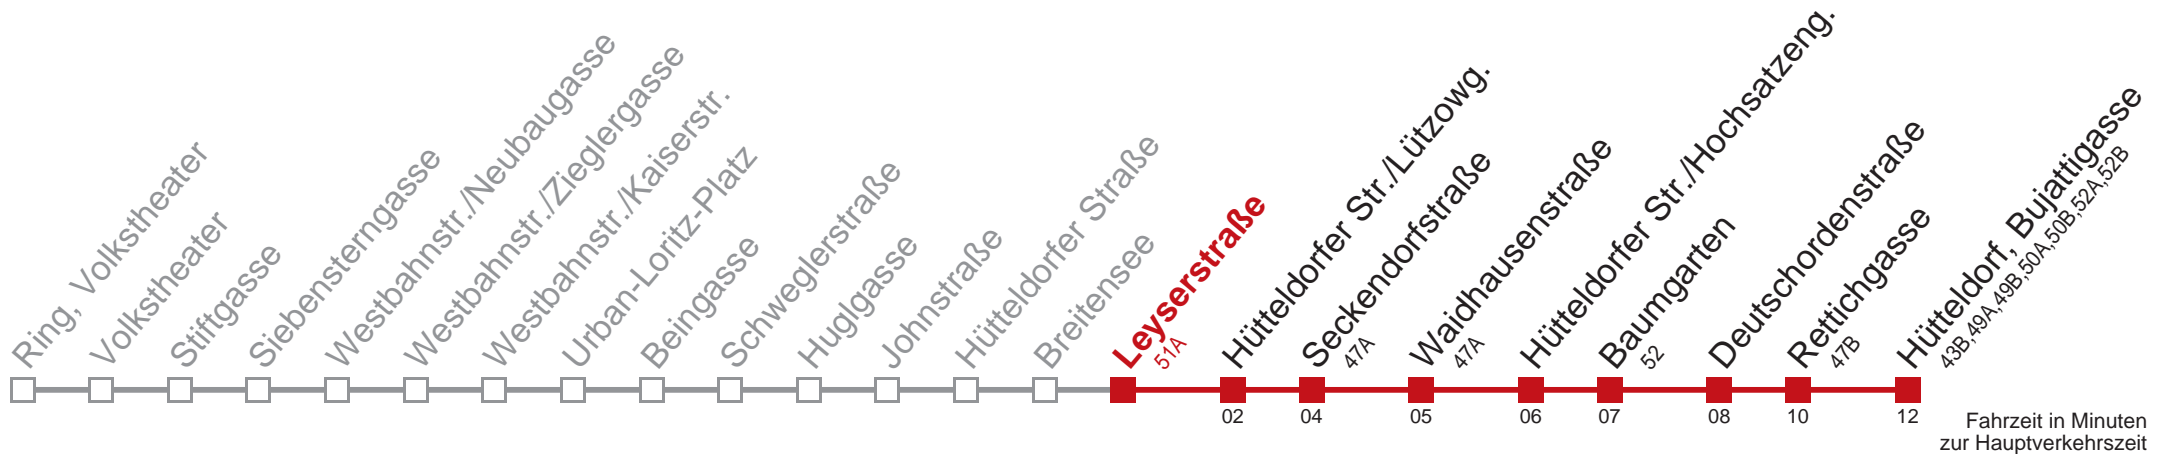 Ring, Volkstheater
Volkstheater
Stiftgasse
Siebensterngasse
Westbahnstr./Neubaugasse
Westbahnstr./Zieglergasse
Westbahnstr./Kaiserstr.
Urban-Loritz-Platz
Beingasse
Schweglerstraße
Huglgasse
Johnstraße
Hütteldorfer Straße
Breitensee
Leyserstraße
51A
Hütteldorfer Str./Lützowg.
Seckendorfstraße
47A
Waidhausenstraße
47A
Hütteldorfer Str./Hochsatzeng.
Baumgarten
52
Deutschordenstraße
Rettichgasse
47B
Hütteldorf, Bujattigasse
43B,49A,49B,50A,50B,52A,52B
02 04 05 06 07 08 10 12
Fahrzeit in Minuten
zur Hauptverkehrszeit